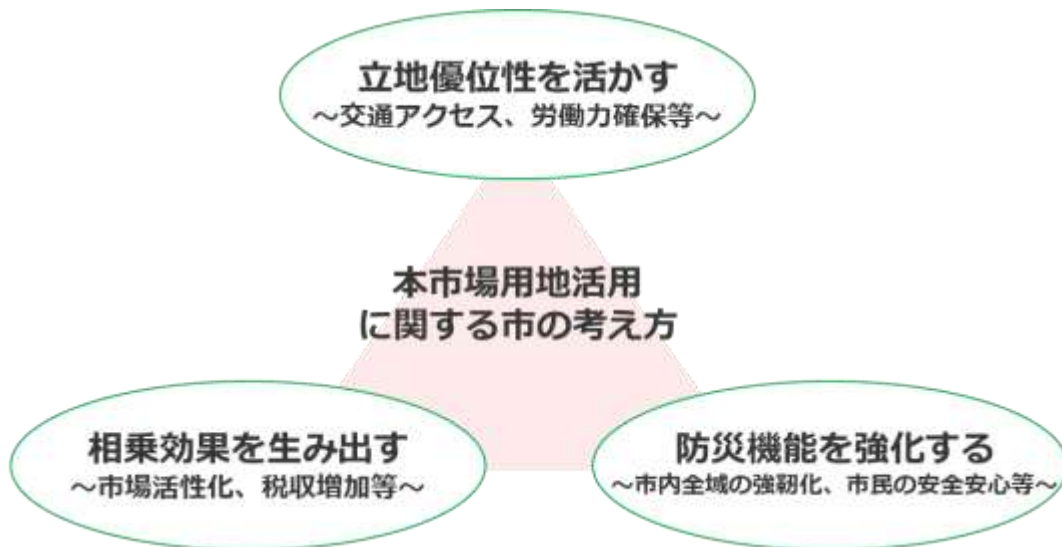 立地優位性を活かす
～交通アクセス、労働力確保等～
本市場用地活用
に関する市の考え方
相乗効果を生み出す
～市場活性化、税収増加等～
防災機能を強化する
～市内全域の強靭化、市民の安全安心等～